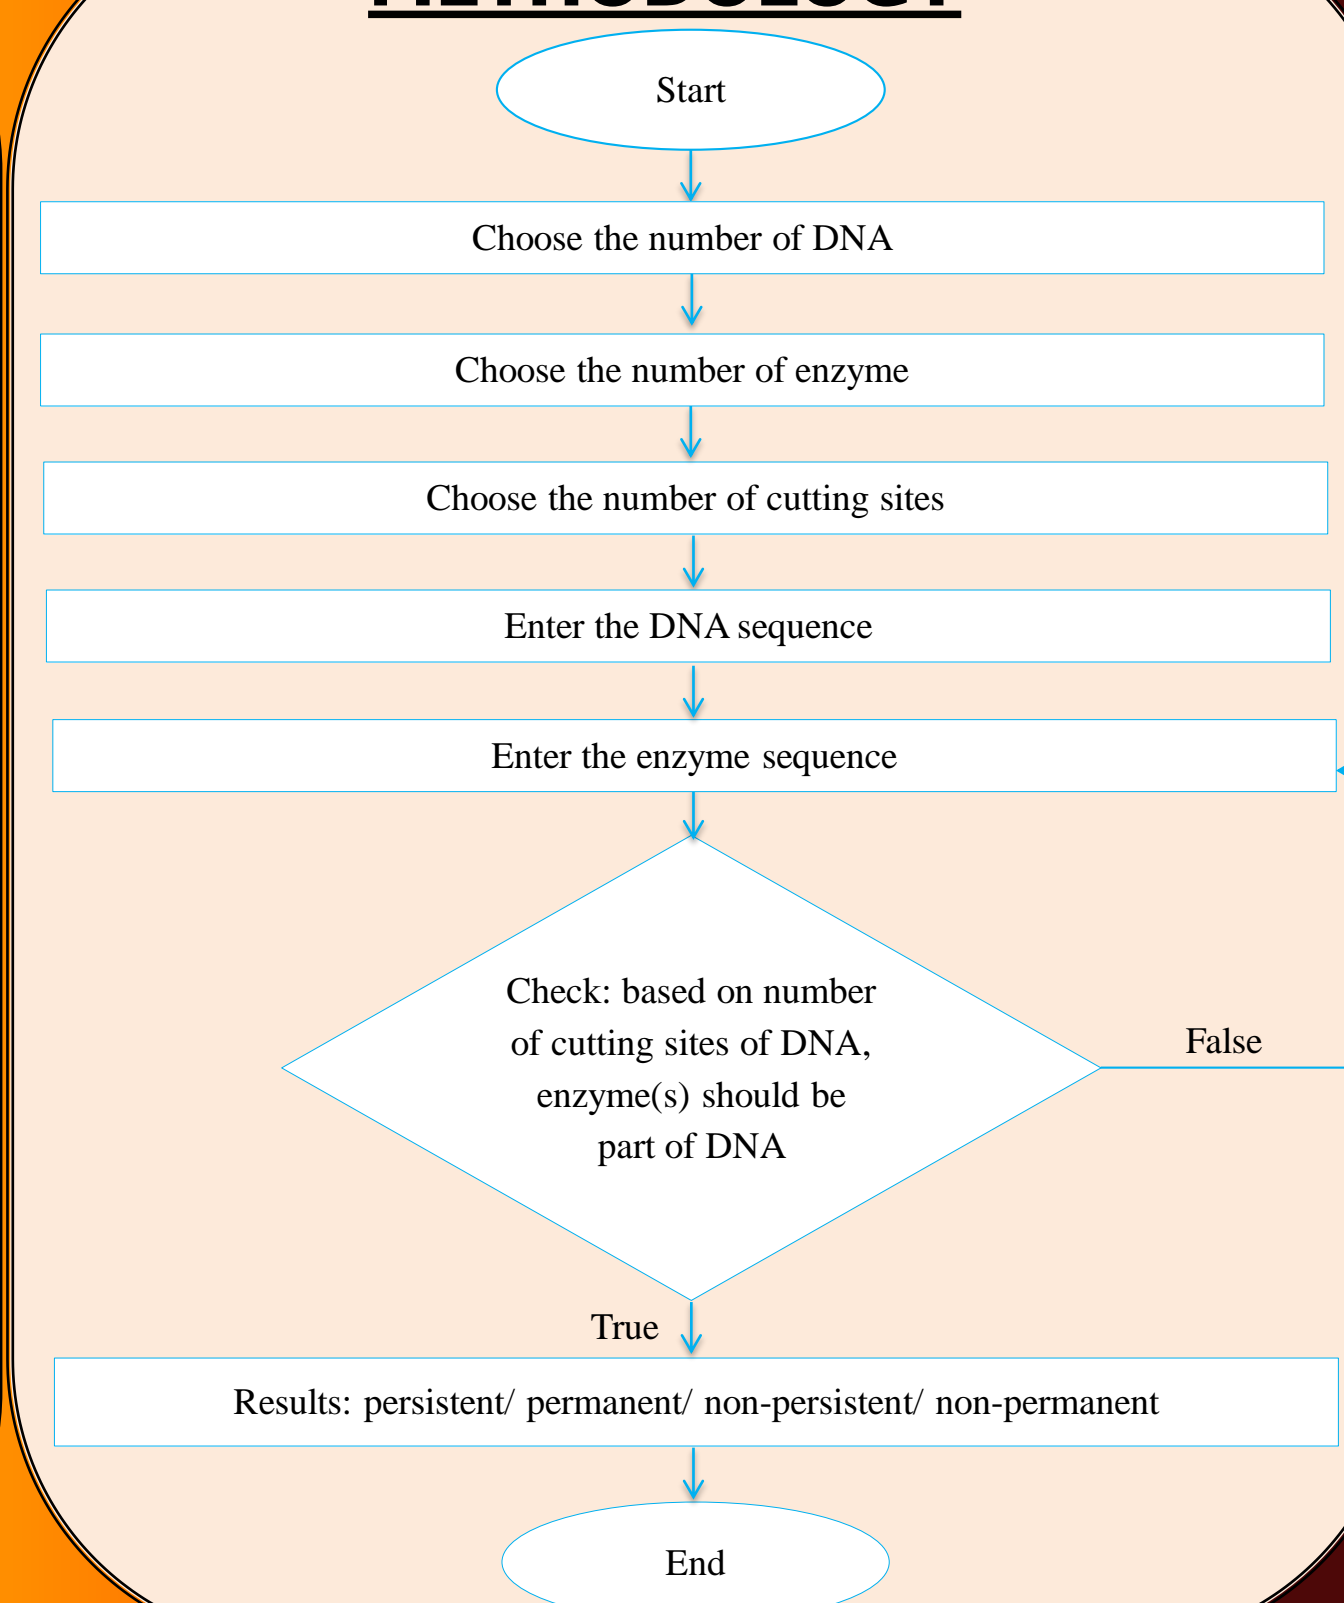 METHODOLOGY
Start
Choose the number of DNA
Choose the number of enzyme
Choose the number of cutting sites
Enter the DNA sequence
Enter the enzyme sequence
Check: based on number
of cutting sites of DNA,
enzyme(s) should be
part of DNA
False
True
Results: persistent/ permanent/ non-persistent/ non-permanent
End